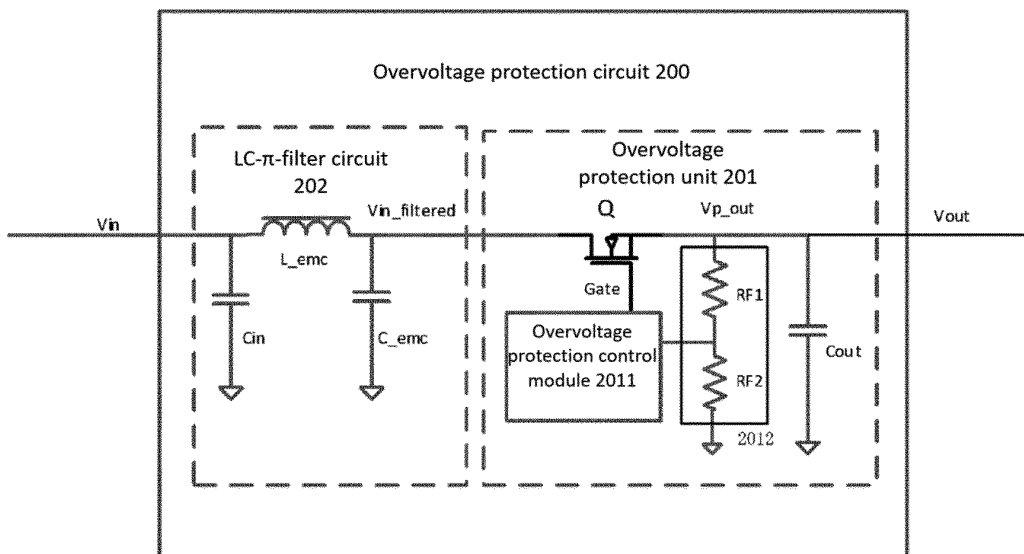 Overvoltage protection circuit 200
LC-π-filter circuit
202
Overvoltage
protection unit 201
Vin
Vin_filtered
Q
Vp_out
Vout
L_emc
Gate
RF1
Cin
C_emc
Overvoltage
protection control
module 2011
Cout
RF2
2012